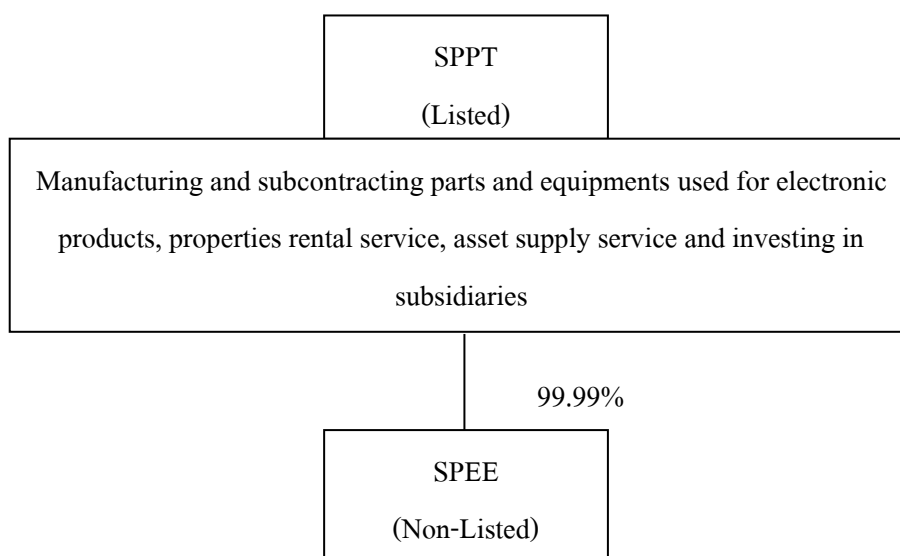 SPPT
(Listed)
Manufacturing and subcontracting parts and equipments used for electronic
products, properties rental service, asset supply service and investing in
subsidiaries
99.99%
SPEE
(Non-Listed)